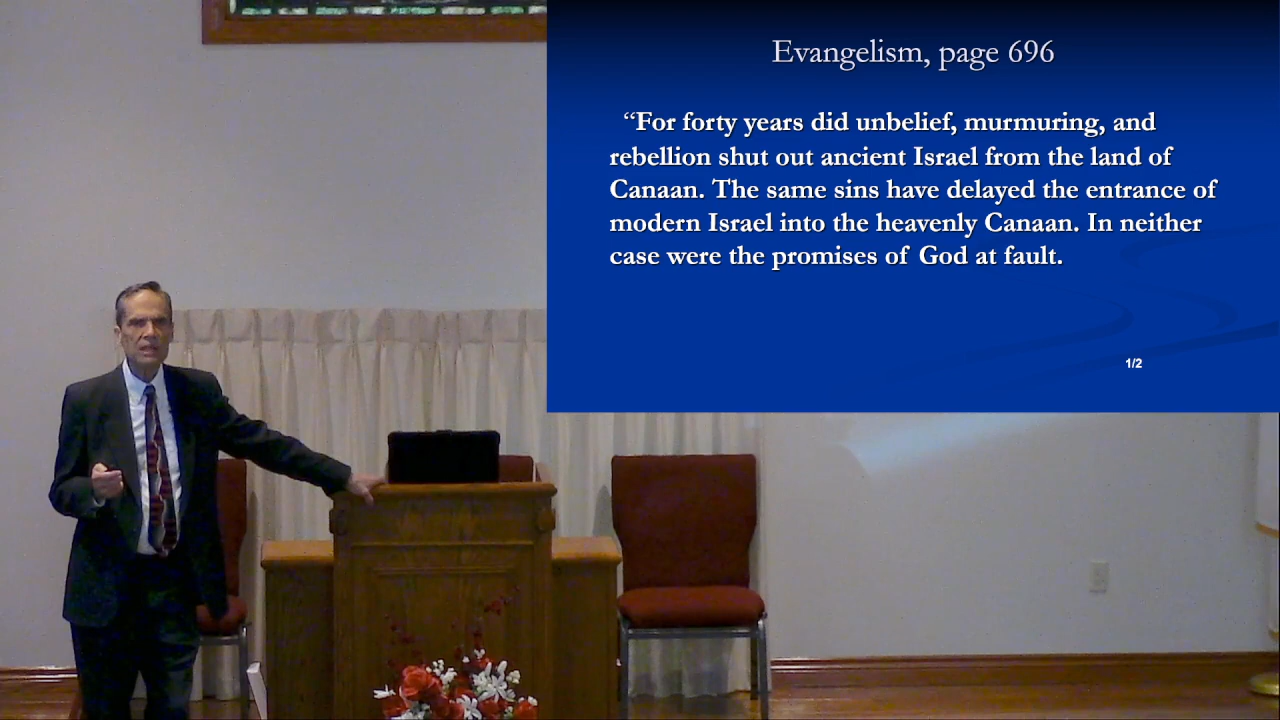 Evangelism, page 696
“For forty years did unbelief, murmuring, and
rebellion shut out ancient Israel from the land of
Canaan. The same sins have delayed the entrance of
modern Israel into the heavenly Canaan. In neither
case were the promises of God at fault.
1/2